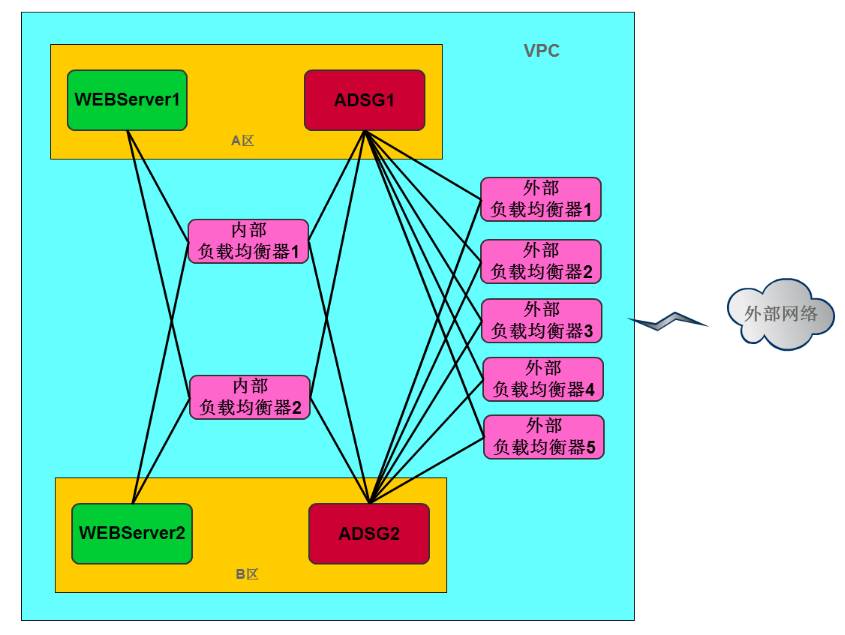 VPC
WEBServer1
ADSG1
A区
外部
负载均衡器1
内部
负载均衡器1
外部
负载均衡器2
外部
负载均衡器3
外部网络
外部
负载均衡器4
内部
负载均衡器2
外部
负载均衡器5
WEBServer2
ADSG2
B区